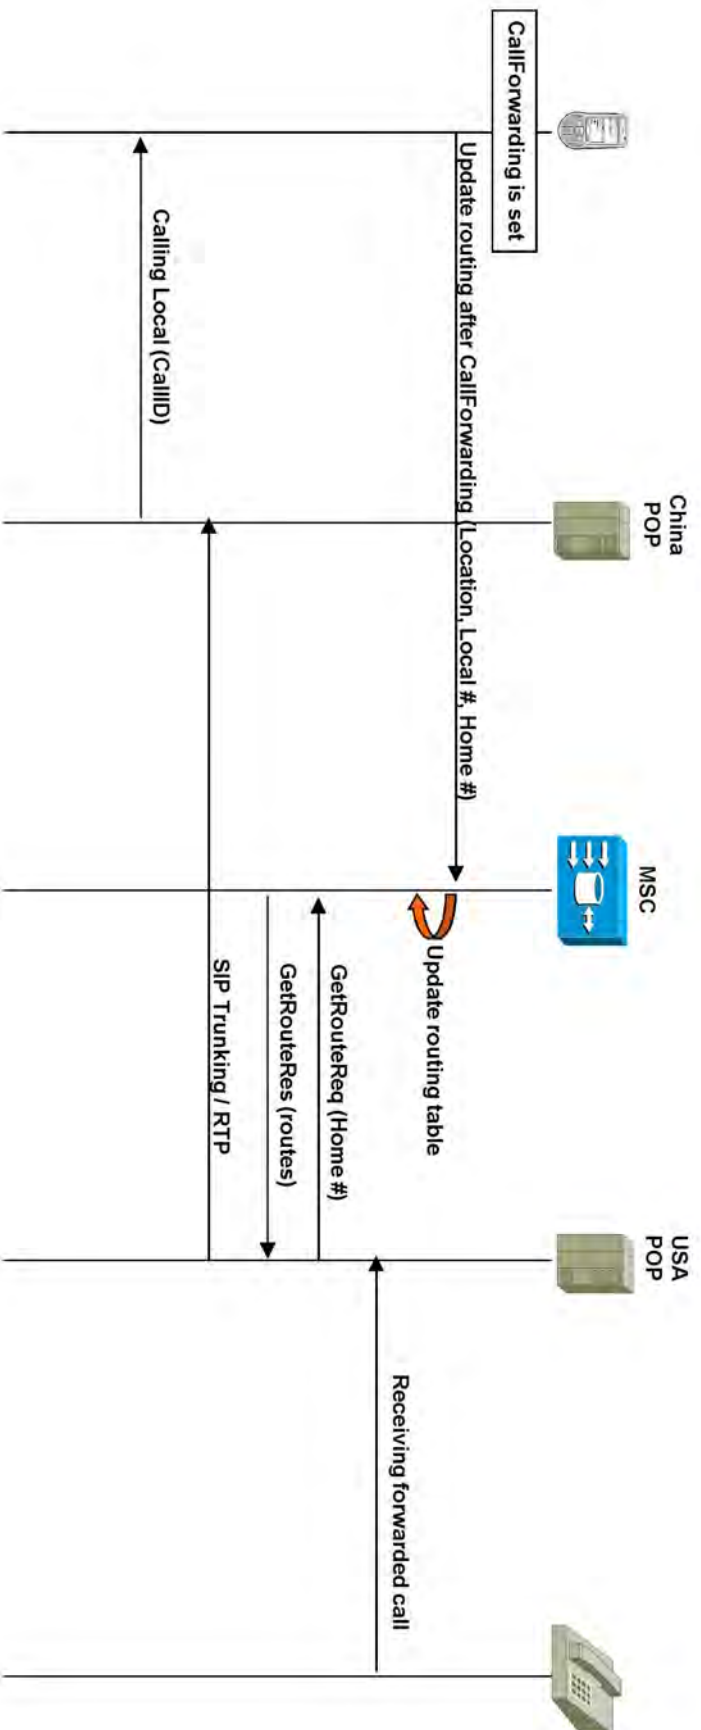 China
POP
MSC
USA
POP
CallForwarding is set
Update routing after CallForwarding (Location, Local #, Home #)
Update routing table
Receiving forwarded call
GetRouteReq (Home #)
GetRouteRes (routes)
SIP Trunking / RTP
Calling Local (CallID)